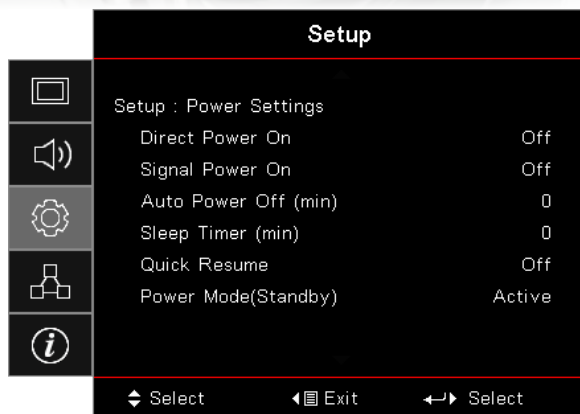 Setup
Setup : Power Settings
Direct Power On Off
Signal Power On Off
Auto Power Off (min) 0
Sleep Timer (min) 0
Quick Resume Off
Power Mode(Standby) Active
Select Exit Select